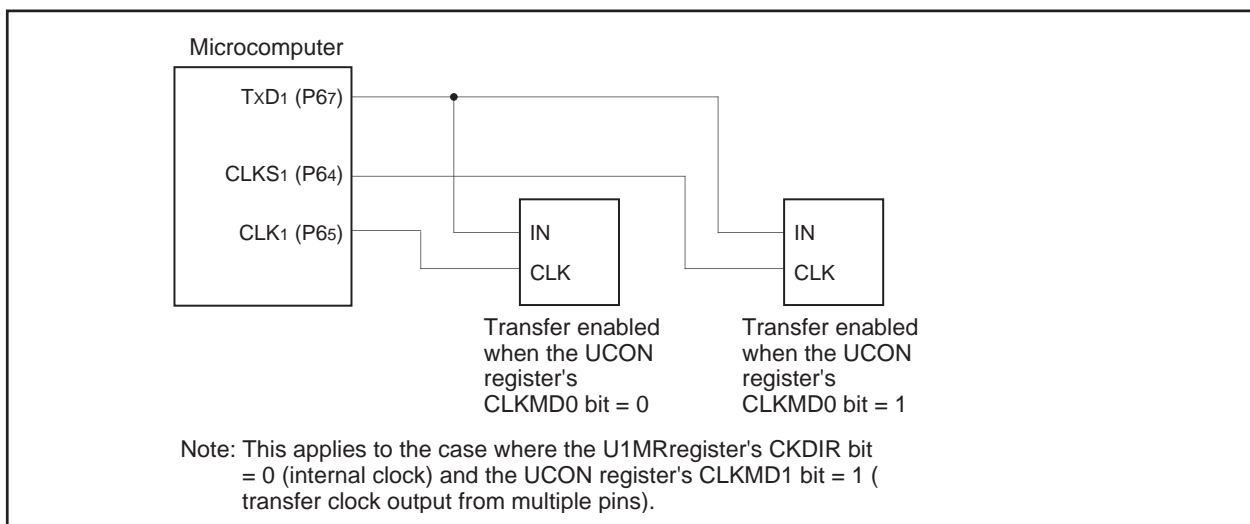 Microcomputer
TXD1 (P67)
CLKS1 (P64)
CLK1 (P65)
IN
CLK
IN
CLK
Transfer enabled
when the UCON
register's
CLKMD0 bit = 0
Transfer enabled
when the UCON
register's
CLKMD0 bit = 1
Note: This applies to the case where the U1MRregister's CKDIR bit
= 0 (internal clock) and the UCON register's CLKMD1 bit = 1 (
transfer clock output from multiple pins).